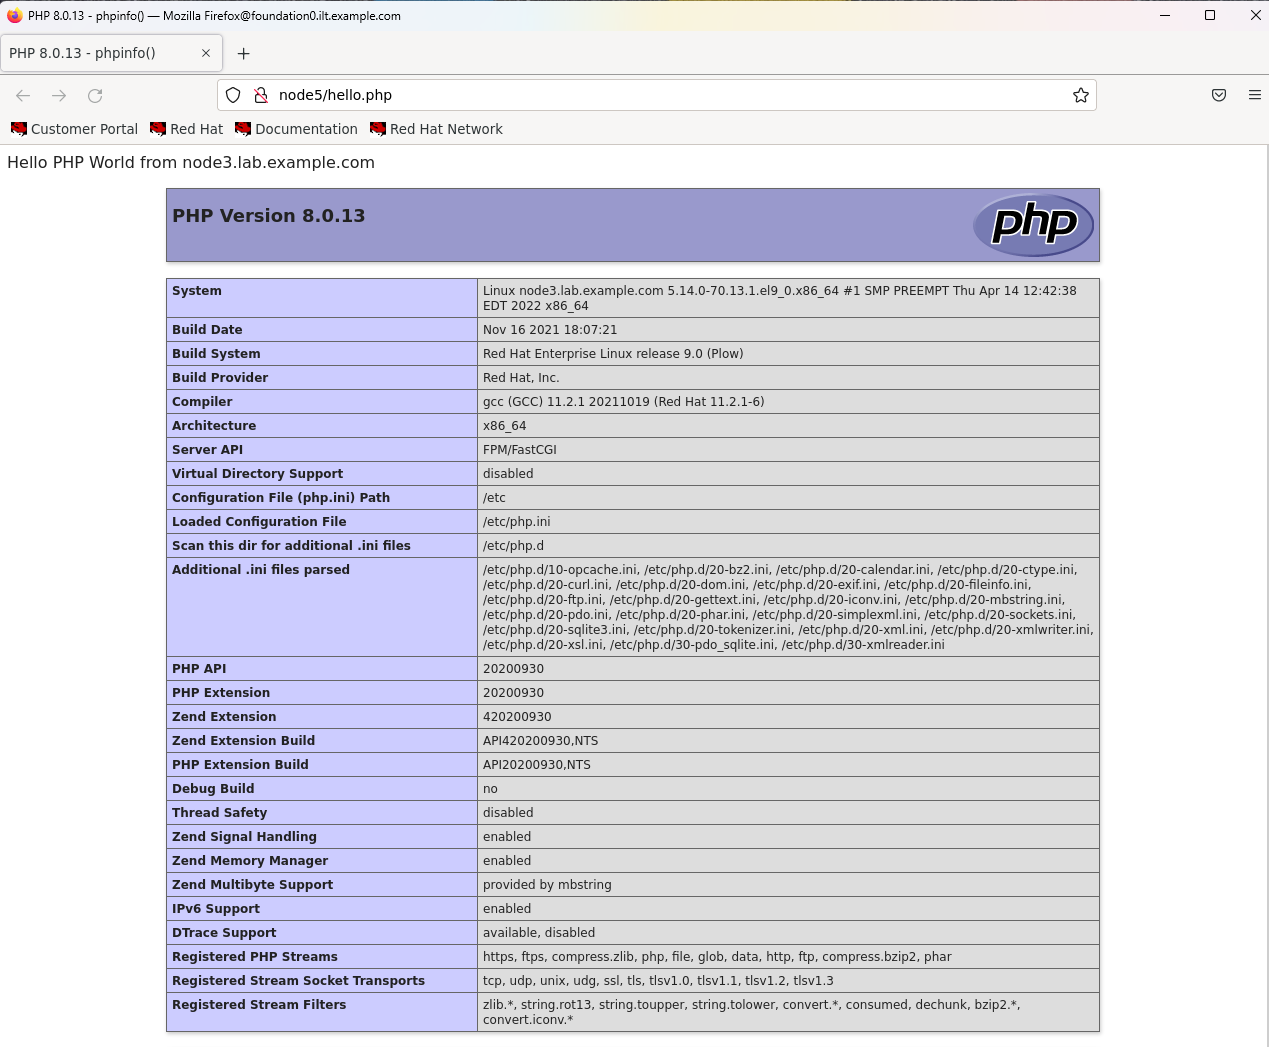 PHP 8.0.13 - phpinfo() — Mozilla Firefox@foundation0.ilt.example.com
PHP 8.0.13 - phpinfo()
node5/hello.php
Customer Portal Red Hat Documentation Red Hat Network
Hello PHP World from node3.lab.example.com
PHP Version 8.0.13
php
System Linux node3.lab.example.com 5.14.0-70.13.1.el9_0.x86_64 #1 SMP PREEMPT Thu Apr 14 12:42:38
EDT 2022 x86_64
Build Date Nov 16 2021 18:07:21
Build System Red Hat Enterprise Linux release 9.0 (Plow)
Build Provider Red Hat, Inc.
Compiler gcc (GCC) 11.2.1 20211019 (Red Hat 11.2.1-6)
Architecture x86_64
Server API FPM/FastCGI
Virtual Directory Support disabled
Configuration File (php.ini) Path /etc
Loaded Configuration File /etc/php.ini
Scan this dir for additional .ini files /etc/php.d
Additional .ini files parsed /etc/php.d/10-opcache.ini, /etc/php.d/20-bz2.ini, /etc/php.d/20-calendar.ini, /etc/php.d/20-ctype.ini,
/etc/php.d/20-curl.ini, /etc/php.d/20-dom.ini, /etc/php.d/20-exif.ini, /etc/php.d/20-fileinfo.ini,
/etc/php.d/20-ftp.ini, /etc/php.d/20-gettext.ini, /etc/php.d/20-iconv.ini, /etc/php.d/20-mbstring.ini,
/etc/php.d/20-pdo.ini, /etc/php.d/20-phar.ini, /etc/php.d/20-simplexml.ini, /etc/php.d/20-sockets.ini,
/etc/php.d/20-sqlite3.ini, /etc/php.d/20-tokenizer.ini, /etc/php.d/20-xml.ini, /etc/php.d/20-xmlwriter.ini,
/etc/php.d/20-xsl.ini, /etc/php.d/30-pdo_sqlite.ini, /etc/php.d/30-xmlreader.ini
PHP API 20200930
PHP Extension 20200930
Zend Extension 420200930
Zend Extension Build API420200930,NTS
PHP Extension Build API20200930,NTS
Debug Build no
Thread Safety disabled
Zend Signal Handling enabled
Zend Memory Manager enabled
Zend Multibyte Support provided by mbstring
IPv6 Support enabled
DTrace Support available, disabled
Registered PHP Streams https, ftps, compress.zlib, php, file, glob, data, http, ftp, compress.bzip2, phar
Registered Stream Socket Transports tcp, udp, unix, udg, ssl, tls, tlsv1.0, tlsv1.1, tlsv1.2, tlsv1.3
Registered Stream Filters zlib.*, string.rot13, string.toupper, string.tolower, convert.*, consumed, dechunk, bzip2.*,
convert.iconv.*